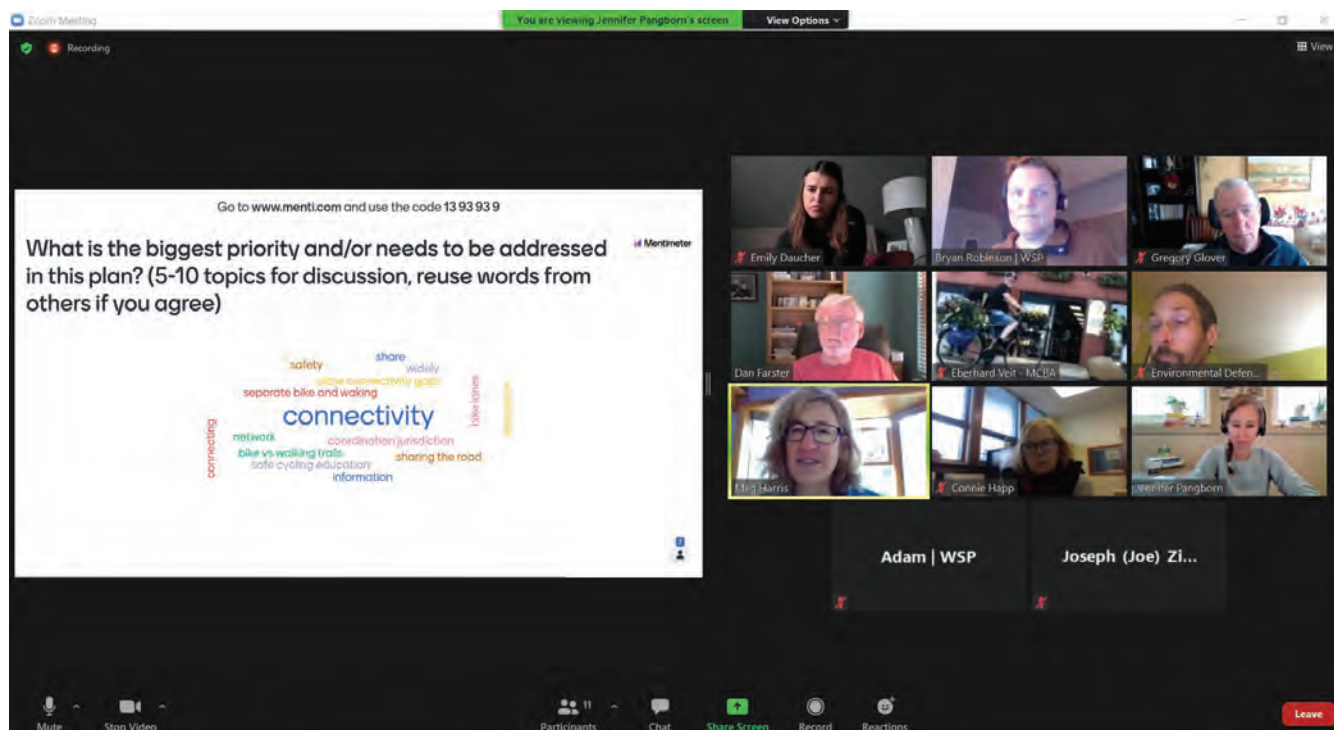 Zoom Meeting
You are viewing Jennifer Pangborn's screen
View Options
Recording
View
Go to www.menti.com and use the code 13 93 93 9
What is the biggest priority and/or needs to be addressed
in this plan? (5-10 topics for discussion, reuse words from
others if you agree)
Mentimeter
share
safety
widely
close connectivity gaps
separate bike and waking
bike lanes
connectivity
connecting
network
coordination jurisdiction
bike vs walking trails
sharing the road
safe cycling education
information
Emily Daucher
Bryan Robinson | WSP
Gregory Glover
Dan Farster
Eberhard Veit - MCBA
Environmental Defen...
Meg Harris
Connie Happ
Jennifer Pangborn
Adam | WSP
Joseph (Joe) Zi...
Mute
Stop Video
Participants
11
Chat
Share Screen
Record
Reactions
Leave